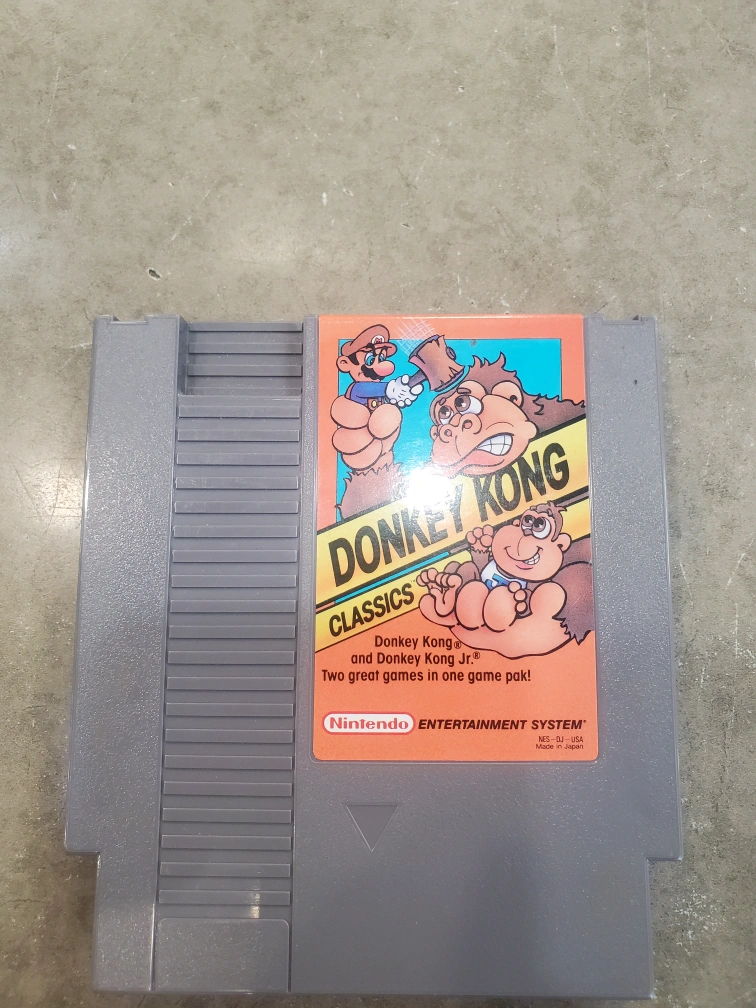 M
DONKEY KONG
CLASSICS
Donkey Kong®
and Donkey Kong Jr.®
Two great games in one game pak!
Nintendo ENTERTAINMENT SYSTEM®
NES-DJ-USA
Made in Japan